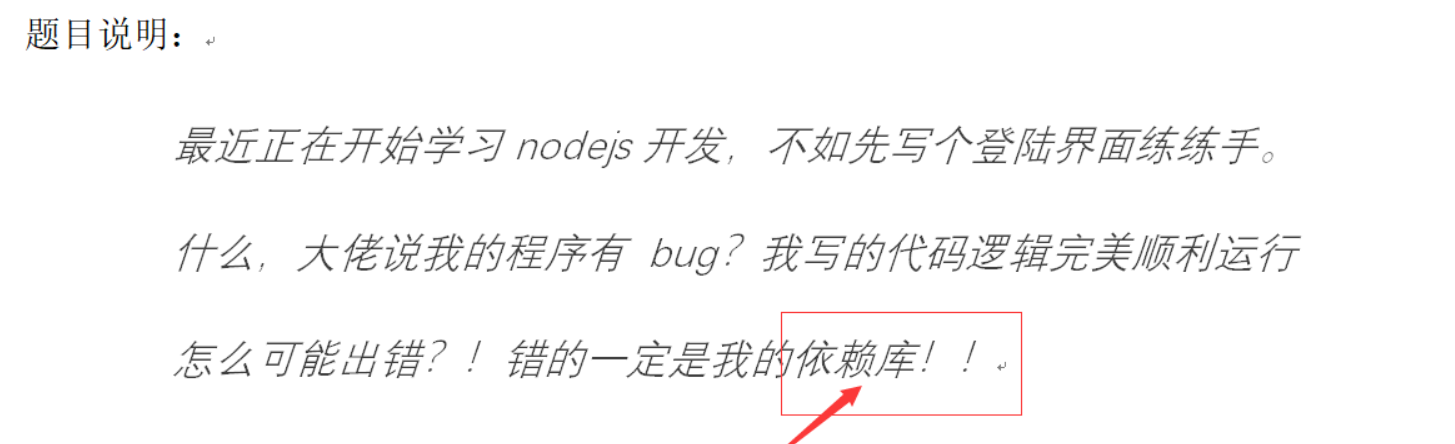 题目说明：
最近正在开始学习 nodejs 开发，不如先写个登陆界面练练手。
什么，大佬说我的程序有 bug？我写的代码逻辑完美顺利运行
怎么可能出错？！错的一定是我的依赖库！！